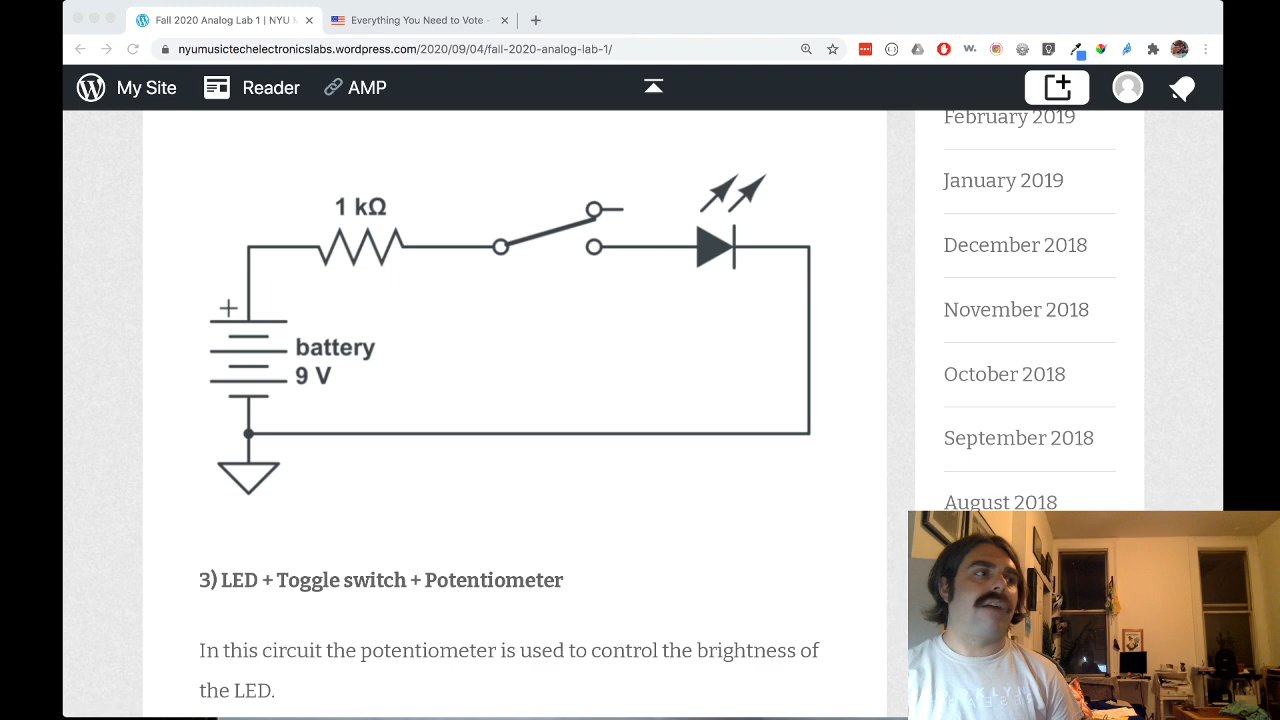 Fall 2020 Analog Lab 1 | NYU
Everything You Need to Vote
nyumusictechelectronicslabs.wordpress.com/2020/09/04/fall-2020-analog-lab-1/
My Site
Reader
AMP
February 2019
January 2019
December 2018
November 2018
October 2018
September 2018
August 2018
1 kΩ
+
battery
9 V
3) LED + Toggle switch + Potentiometer
In this circuit the potentiometer is used to control the brightness of
the LED.